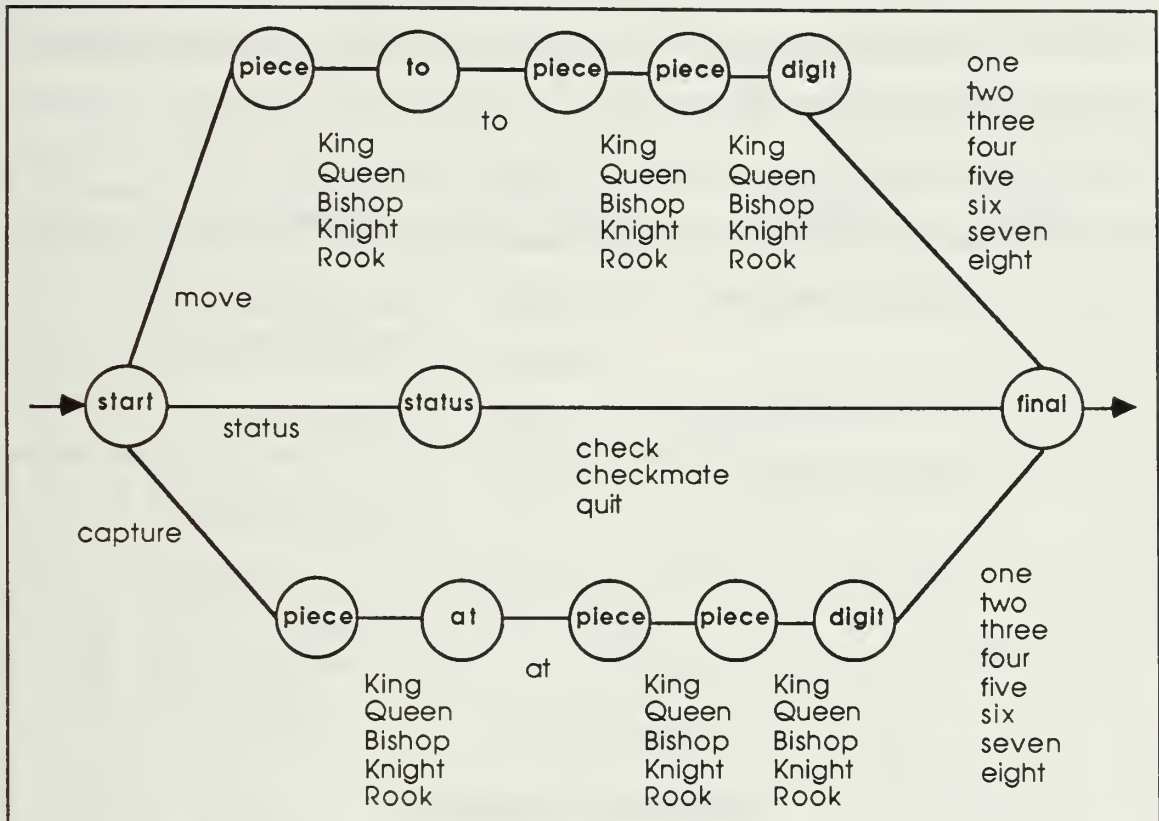 piece to piece piece digit
to
King
Queen
Bishop
Knight
Rook
King
Queen
Bishop
Knight
Rook
King
Queen
Bishop
Knight
Rook
one
two
three
four
five
six
seven
eight
move
start status final
status
check
checkmate
quit
capture
piece at piece piece digit
at
King
Queen
Bishop
Knight
Rook
King
Queen
Bishop
Knight
Rook
King
Queen
Bishop
Knight
Rook
one
two
three
four
five
six
seven
eight